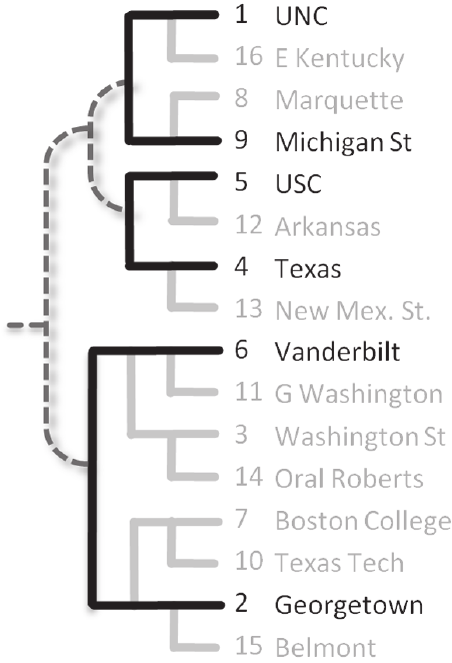 1 UNC
16 E Kentucky
8 Marquette
9 Michigan St
5 USC
12 Arkansas
4 Texas
13 New Mex. St.
6 Vanderbilt
11 G Washington
3 Washington St
14 Oral Roberts
7 Boston College
10 Texas Tech
2 Georgetown
15 Belmont